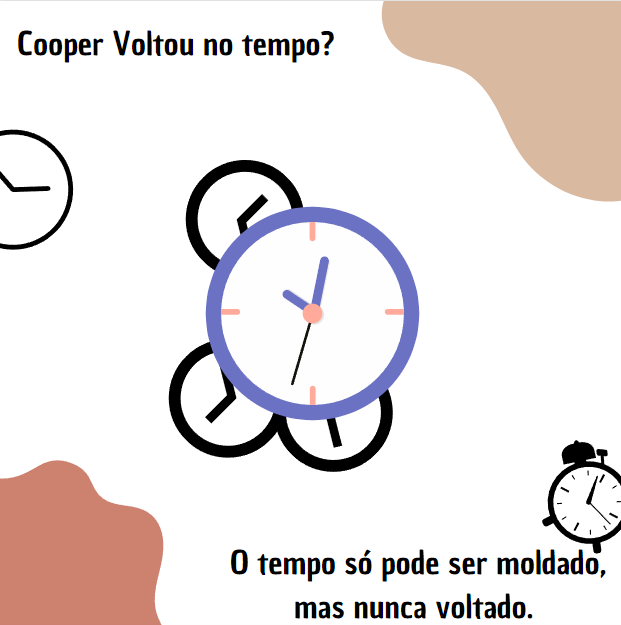 Cooper Voltou no tempo?
O tempo só pode ser moldado,
mas nunca voltado.